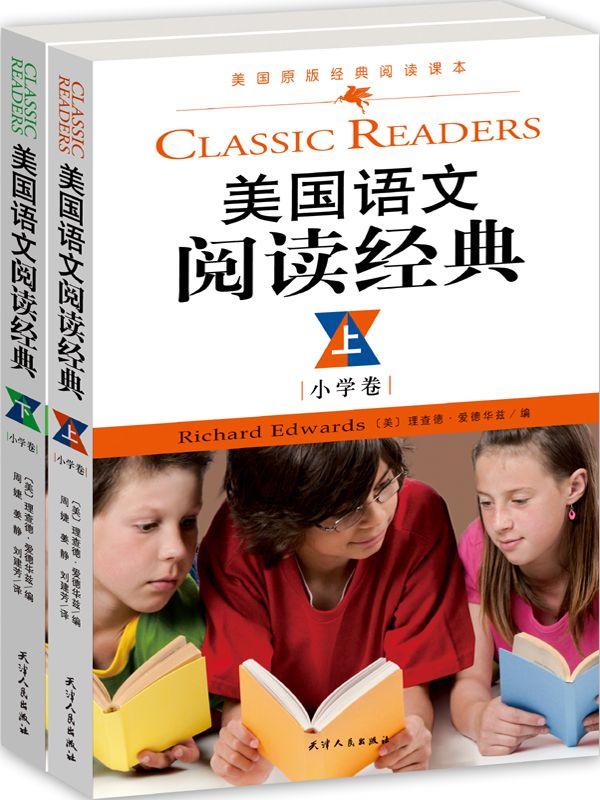 美国原版经典阅读课本
CLASSIC READERS
美国语文
阅读经典
上
小学卷
Richard Edwards 〔美〕理查德·爱德华兹/编
天津人民出版社
CLASSIC
READERS
美国语文阅读经典
上
小学卷
〔美〕理查德·爱德华兹/编
周婕 姜静 刘建芳/译
天津人民出版社
CLASSIC
READERS
美国语文阅读经典
下
小学卷
〔美〕理查德·爱德华兹/编
周婕 姜静 刘建芳/译
天津人民出版社